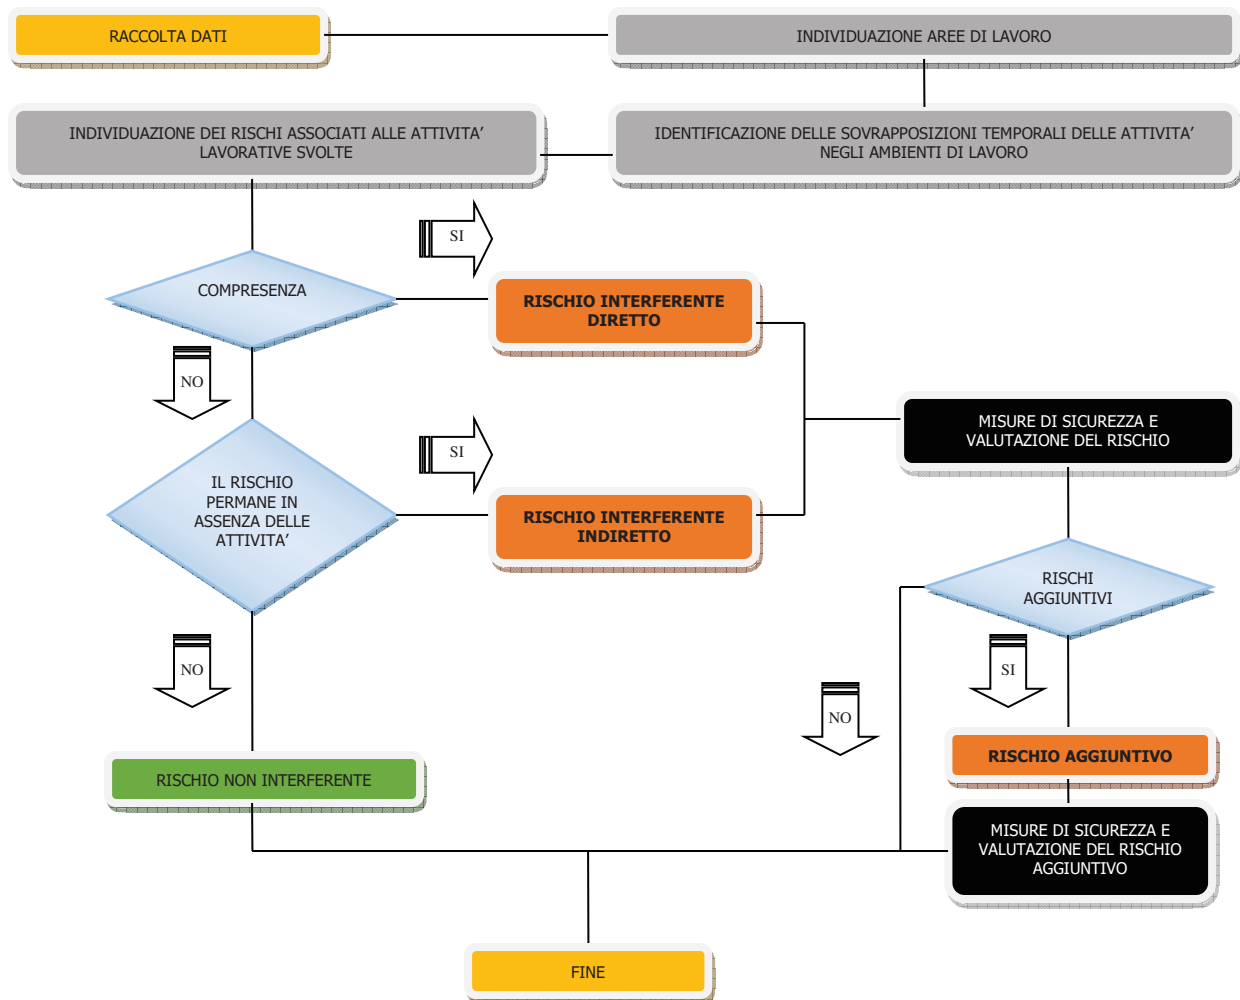 RACCOLTA DATI
INDIVIDUAZIONE AREE DI LAVORO
INDIVIDUAZIONE DEI RISCHI ASSOCIATI ALLE ATTIVITA’
LAVORATIVE SVOLTE
IDENTIFICAZIONE DELLE SOVRAPPOSIZIONI TEMPORALI DELLE ATTIVITA’
NEGLI AMBIENTI DI LAVORO
SI
COMPRESENZA
RISCHIO INTERFERENTE
DIRETTO
NO
MISURE DI SICUREZZA E
VALUTAZIONE DEL RISCHIO
SI
IL RISCHIO
PERMANE IN
ASSENZA DELLE
ATTIVITA’
RISCHIO INTERFERENTE
INDIRETTO
RISCHI
AGGIUNTIVI
NO
SI
NO
RISCHIO AGGIUNTIVO
RISCHIO NON INTERFERENTE
MISURE DI SICUREZZA E
VALUTAZIONE DEL RISCHIO
AGGIUNTIVO
FINE